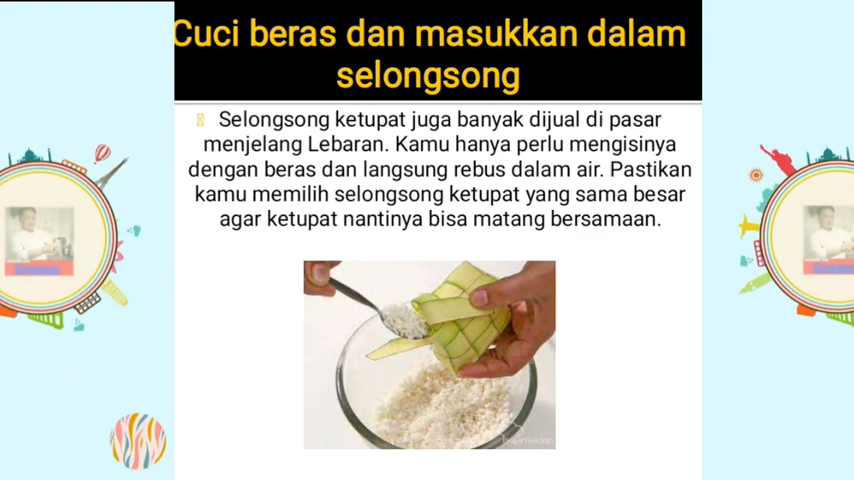 Cuci beras dan masukkan dalam
selongsong
Selongsong ketupat juga banyak dijual di pasar
menjelang Lebaran. Kamu hanya perlu mengisinya
dengan beras dan langsung rebus dalam air. Pastikan
kamu memilih selongsong ketupat yang sama besar
agar ketupat nantinya bisa matang bersamaan.